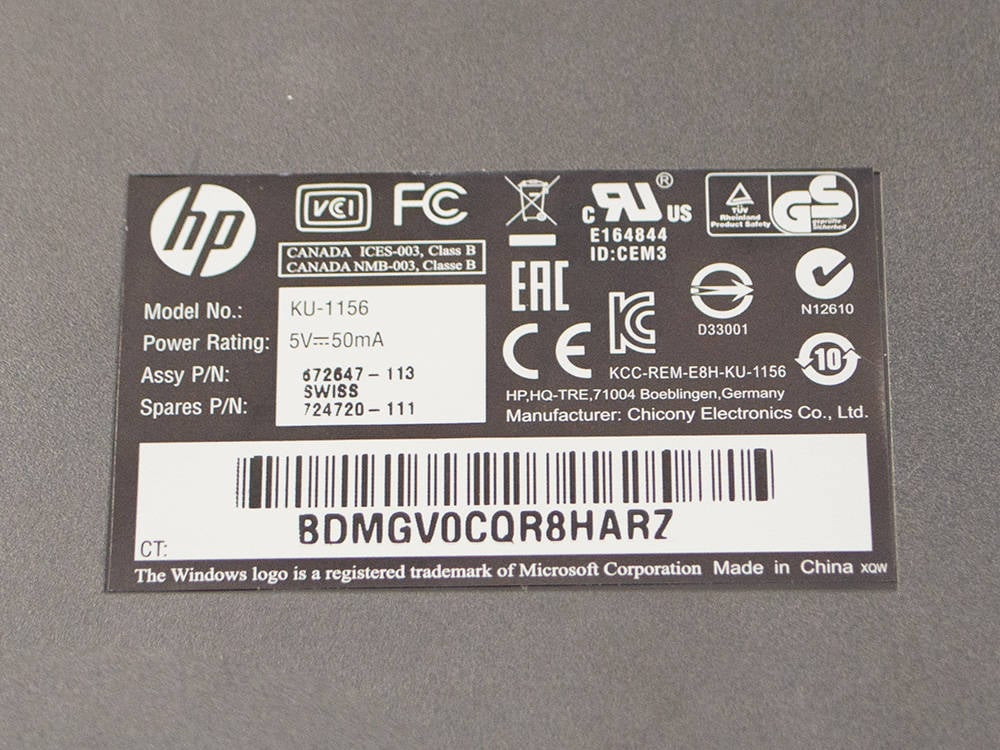 hp
VCI
FC
CANADA ICES-003, Class B
CANADA NMB-003, Classe B
c RU ® US
E164844
ID:CEM3
TÜV
Rheinland
Product Safety
GS
geprüfte
Sicherheit
EAC
CE
KC
D33001
N12610
10
Model No.: KU-1156
Power Rating: 5V⎓50mA
Assy P/N: 672647-113
SWISS
Spares P/N: 724720-111
KCC-REM-E8H-KU-1156
HP,HQ-TRE,71004 Boeblingen,Germany
Manufacturer: Chicony Electronics Co., Ltd.
BDMGV0CQR8HARZ
CT:
The Windows logo is a registered trademark of Microsoft Corporation Made in China XQW